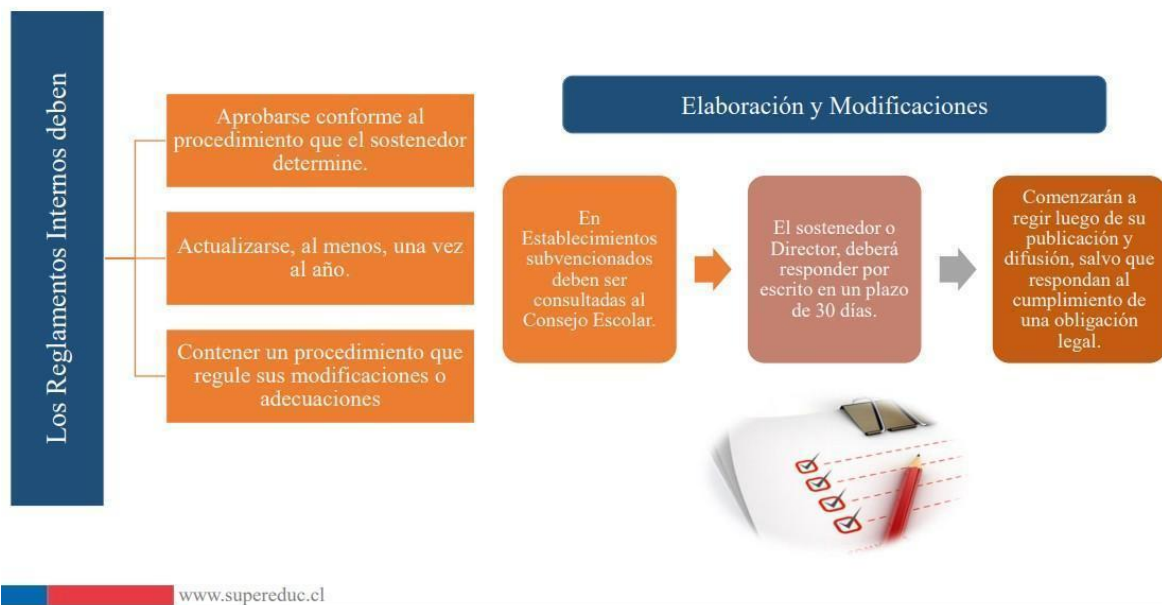 Los Reglamentos Internos deben
Aprobarse conforme al
procedimiento que el sostenedor
determine.
Actualizarse, al menos, una vez
al año.
Contener un procedimiento que
regule sus modificaciones o
adecuaciones
Elaboración y Modificaciones
En
Establecimientos
subvencionados
deben ser
consultadas al
Consejo Escolar.
El sostenedor o
Director, deberá
responder por
escrito en un plazo
de 30 días.
Comenzarán a
regir luego de su
publicación y
difusión, salvo que
respondan al
cumplimiento de
una obligación
legal.
www.supereduc.cl